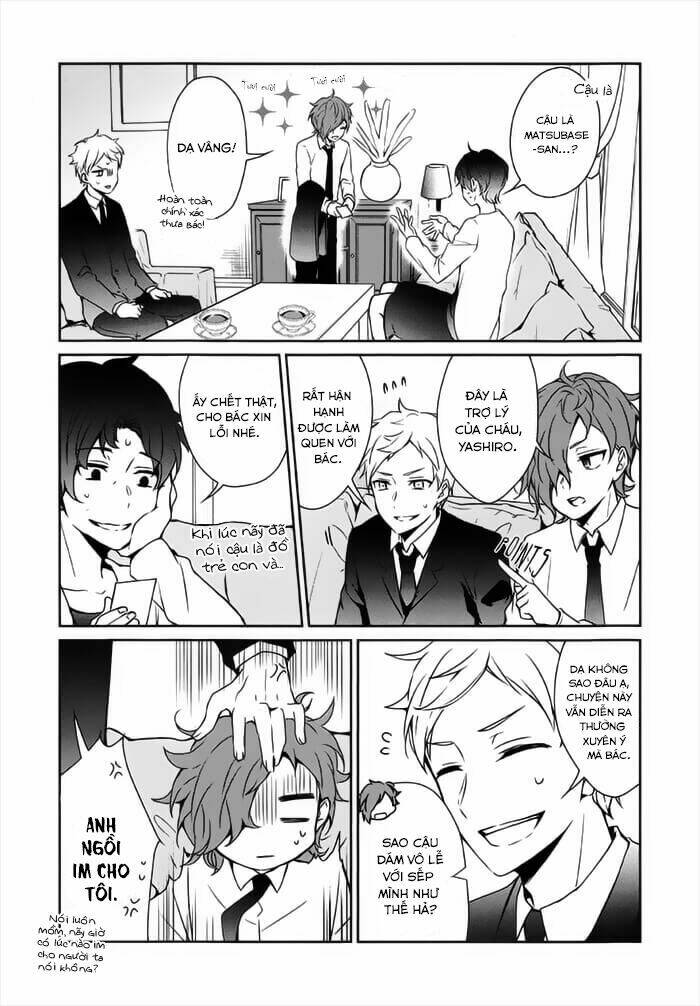 Cậu là
CẬU LÀ
MATSUBASE
-SAN...?
Tươi cười
Tươi cười
DẠ VÂNG!
Hoàn toàn
chính xác
thưa bác!
ĐÂY LÀ
TRỢ LÝ
CỦA CHÁU,
YASHIRO.
POINTS
RẤT HÂN
HẠNH
ĐƯỢC LÀM
QUEN VỚI
BÁC.
ẤY CHẾT THẬT,
CHO BÁC XIN
LỖI NHÉ.
Khi lúc nãy đã
nói cậu là đồ
trẻ con và..
DẠ KHÔNG
SAO ĐÂU Ạ,
CHUYỆN NÀY
VẪN DIỄN RA
THƯỜNG
XUYÊN Ý
MÀ BÁC.
SAO CẬU
DÁM VÔ LỄ
VỚI SẾP
MÌNH NHƯ
THẾ HẢ?
ANH
NGỒI
IM CHO
TÔI.
Nói luôn
mồm, nãy giờ
có lúc nào im
cho người ta
nói không?